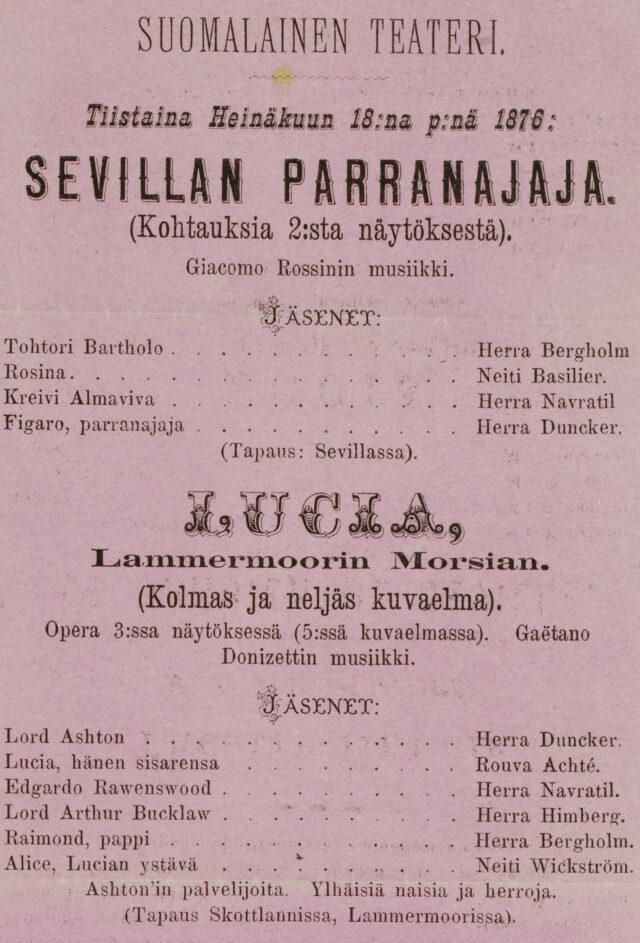 SUOMALAINEN TEATERI.
Tiistaina Heinäkuun 18:na p:nä 1876:
SEVILLAN PARRANAJAJA.
(Kohtauksia 2:sta näytöksestä).
Giacomo Rossinin musiikki.
JÄSENET:
Tohtori Bartholo . . . . . . . . . . . . Herra Bergholm
Rosina. . . . . . . . . . . . . . . . Neiti Basilier.
Kreivi Almaviva . . . . . . . . . . . . Herra Navratil
Figaro, parranajaja . . . . . . . . . . . Herra Duncker.
(Tapaus: Sevillassa).
LUCIA,
Lammermoorin Morsian.
(Kolmas ja neljäs kuvaelma).
Opera 3:ssa näytöksessä (5:ssä kuvaelmassa). Gaëtano
Donizettin musiikki.
JÄSENET:
Lord Ashton . . . . . . . . . . . . . Herra Duncker.
Lucia, hänen sisarensa . . . . . . . . . Rouva Achté.
Edgardo Rawenswood . . . . . . . . . . Herra Navratil.
Lord Arthur Bucklaw . . . . . . . . . . Herra Himberg.
Raimond, pappi . . . . . . . . . . . . Herra Bergholm.
Alice, Lucian ystävä . . . . . . . . . . Neiti Wickström.
Ashton'in palvelijoita. Ylhäisiä naisia ja herroja.
(Tapaus Skottlannissa, Lammermoorissa).